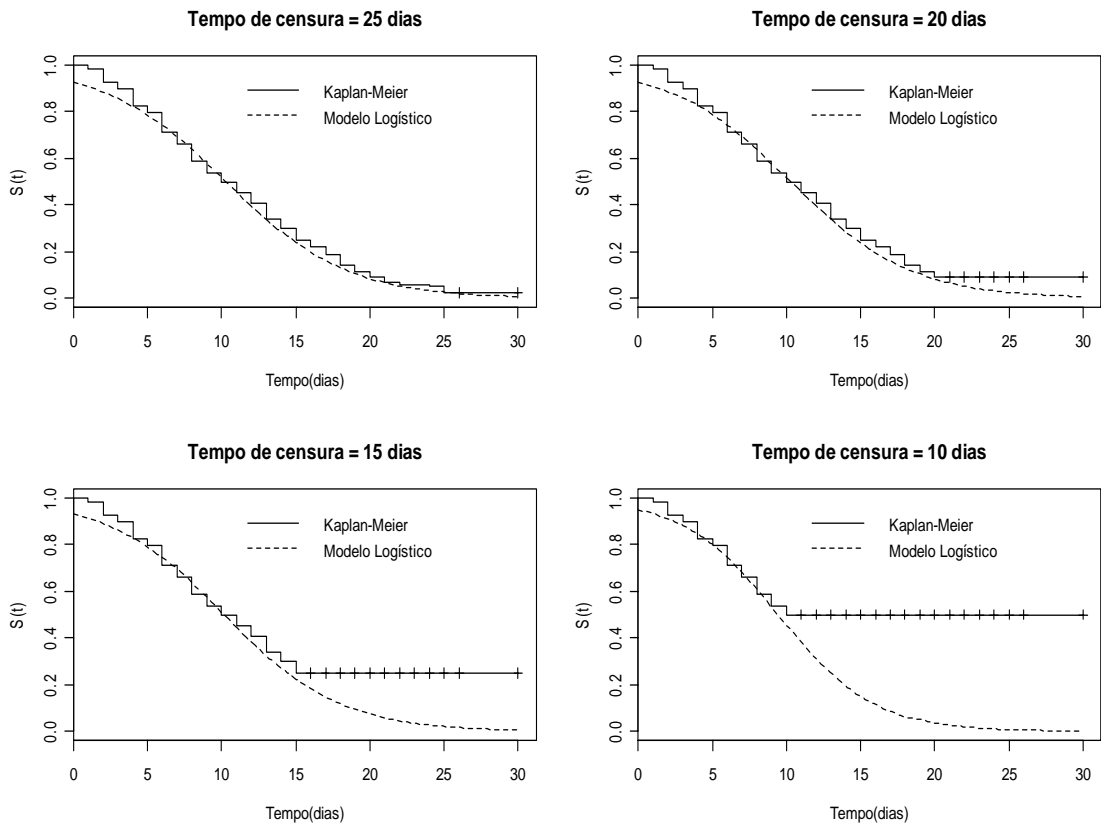 Tempo de censura = 25 dias
S (t)
1.0
0.8
0.6
0.4
0.2
0.0
Kaplan-Meier
Modelo Logístico
0 5 10 15 20 25 30
Tempo(dias)
Tempo de censura = 20 dias
S (t)
1.0
0.8
0.6
0.4
0.2
0.0
Kaplan-Meier
Modelo Logístico
0 5 10 15 20 25 30
Tempo(dias)
Tempo de censura = 15 dias
S (t)
1.0
0.8
0.6
0.4
0.2
0.0
Kaplan-Meier
Modelo Logístico
0 5 10 15 20 25 30
Tempo(dias)
Tempo de censura = 10 dias
S (t)
1.0
0.8
0.6
0.4
0.2
0.0
Kaplan-Meier
Modelo Logístico
0 5 10 15 20 25 30
Tempo(dias)